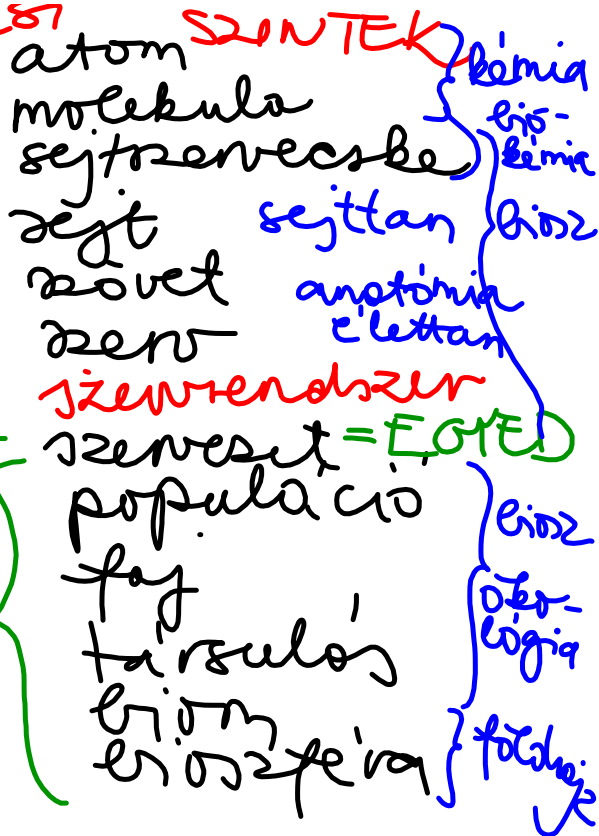 SZINTEK
atom kémia
molekula bio-
sejtszervecske kémia
sejt sejttan biosz
szövet anatómia
szerv élettan
szervrendszer
szervezet = EGYED
populáció biosz
faj öko-
társulás lógia
biom
bioszféra